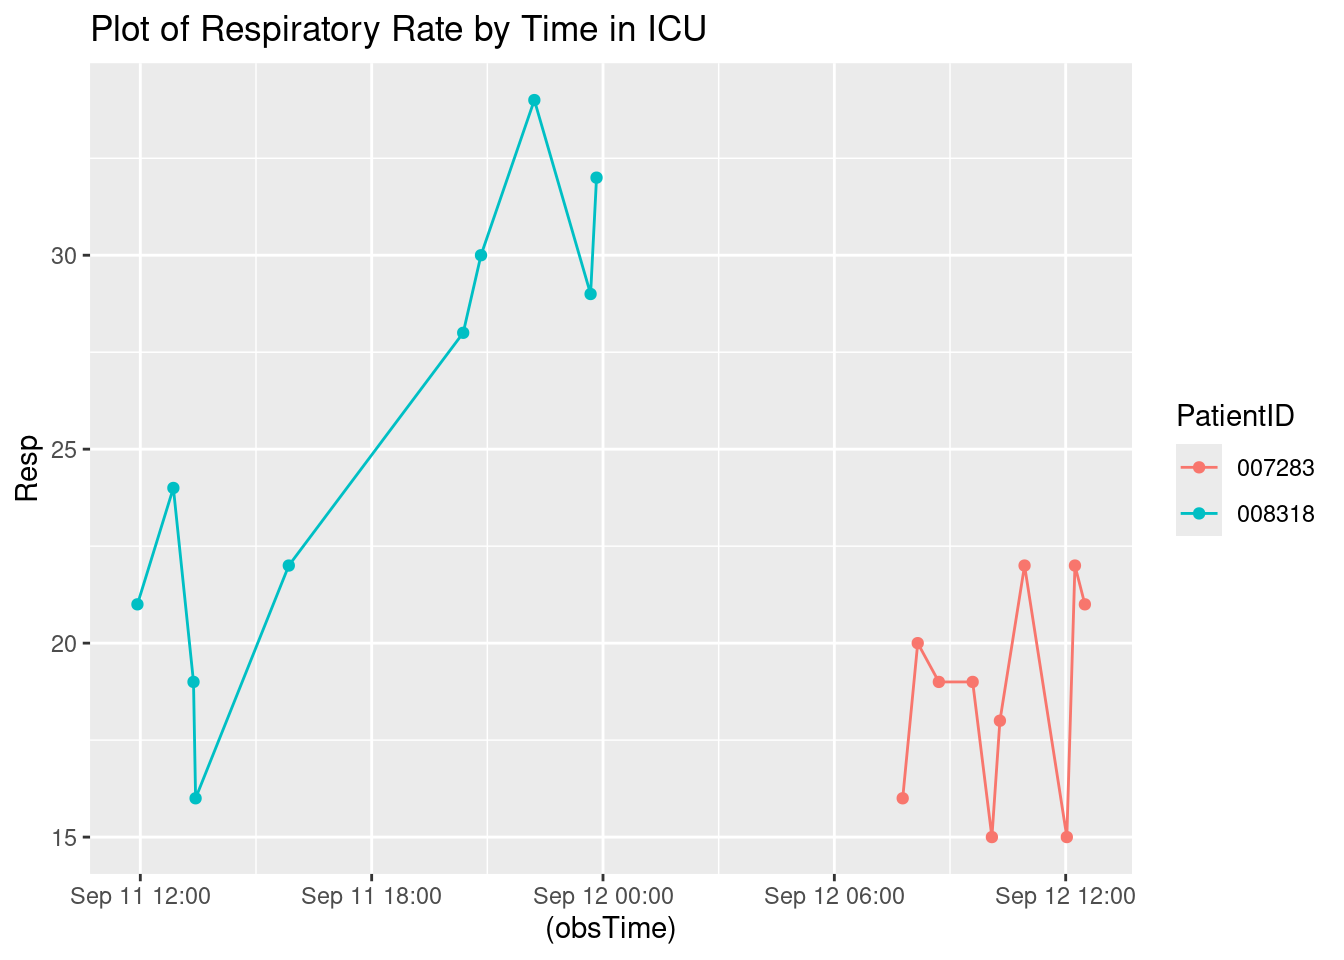 Plot of Respiratory Rate by Time in ICU
Resp
30
25
20
15
Sep 11 12:00
Sep 11 18:00
Sep 12 00:00
Sep 12 06:00
Sep 12 12:00
(obsTime)
PatientID
007283
008318